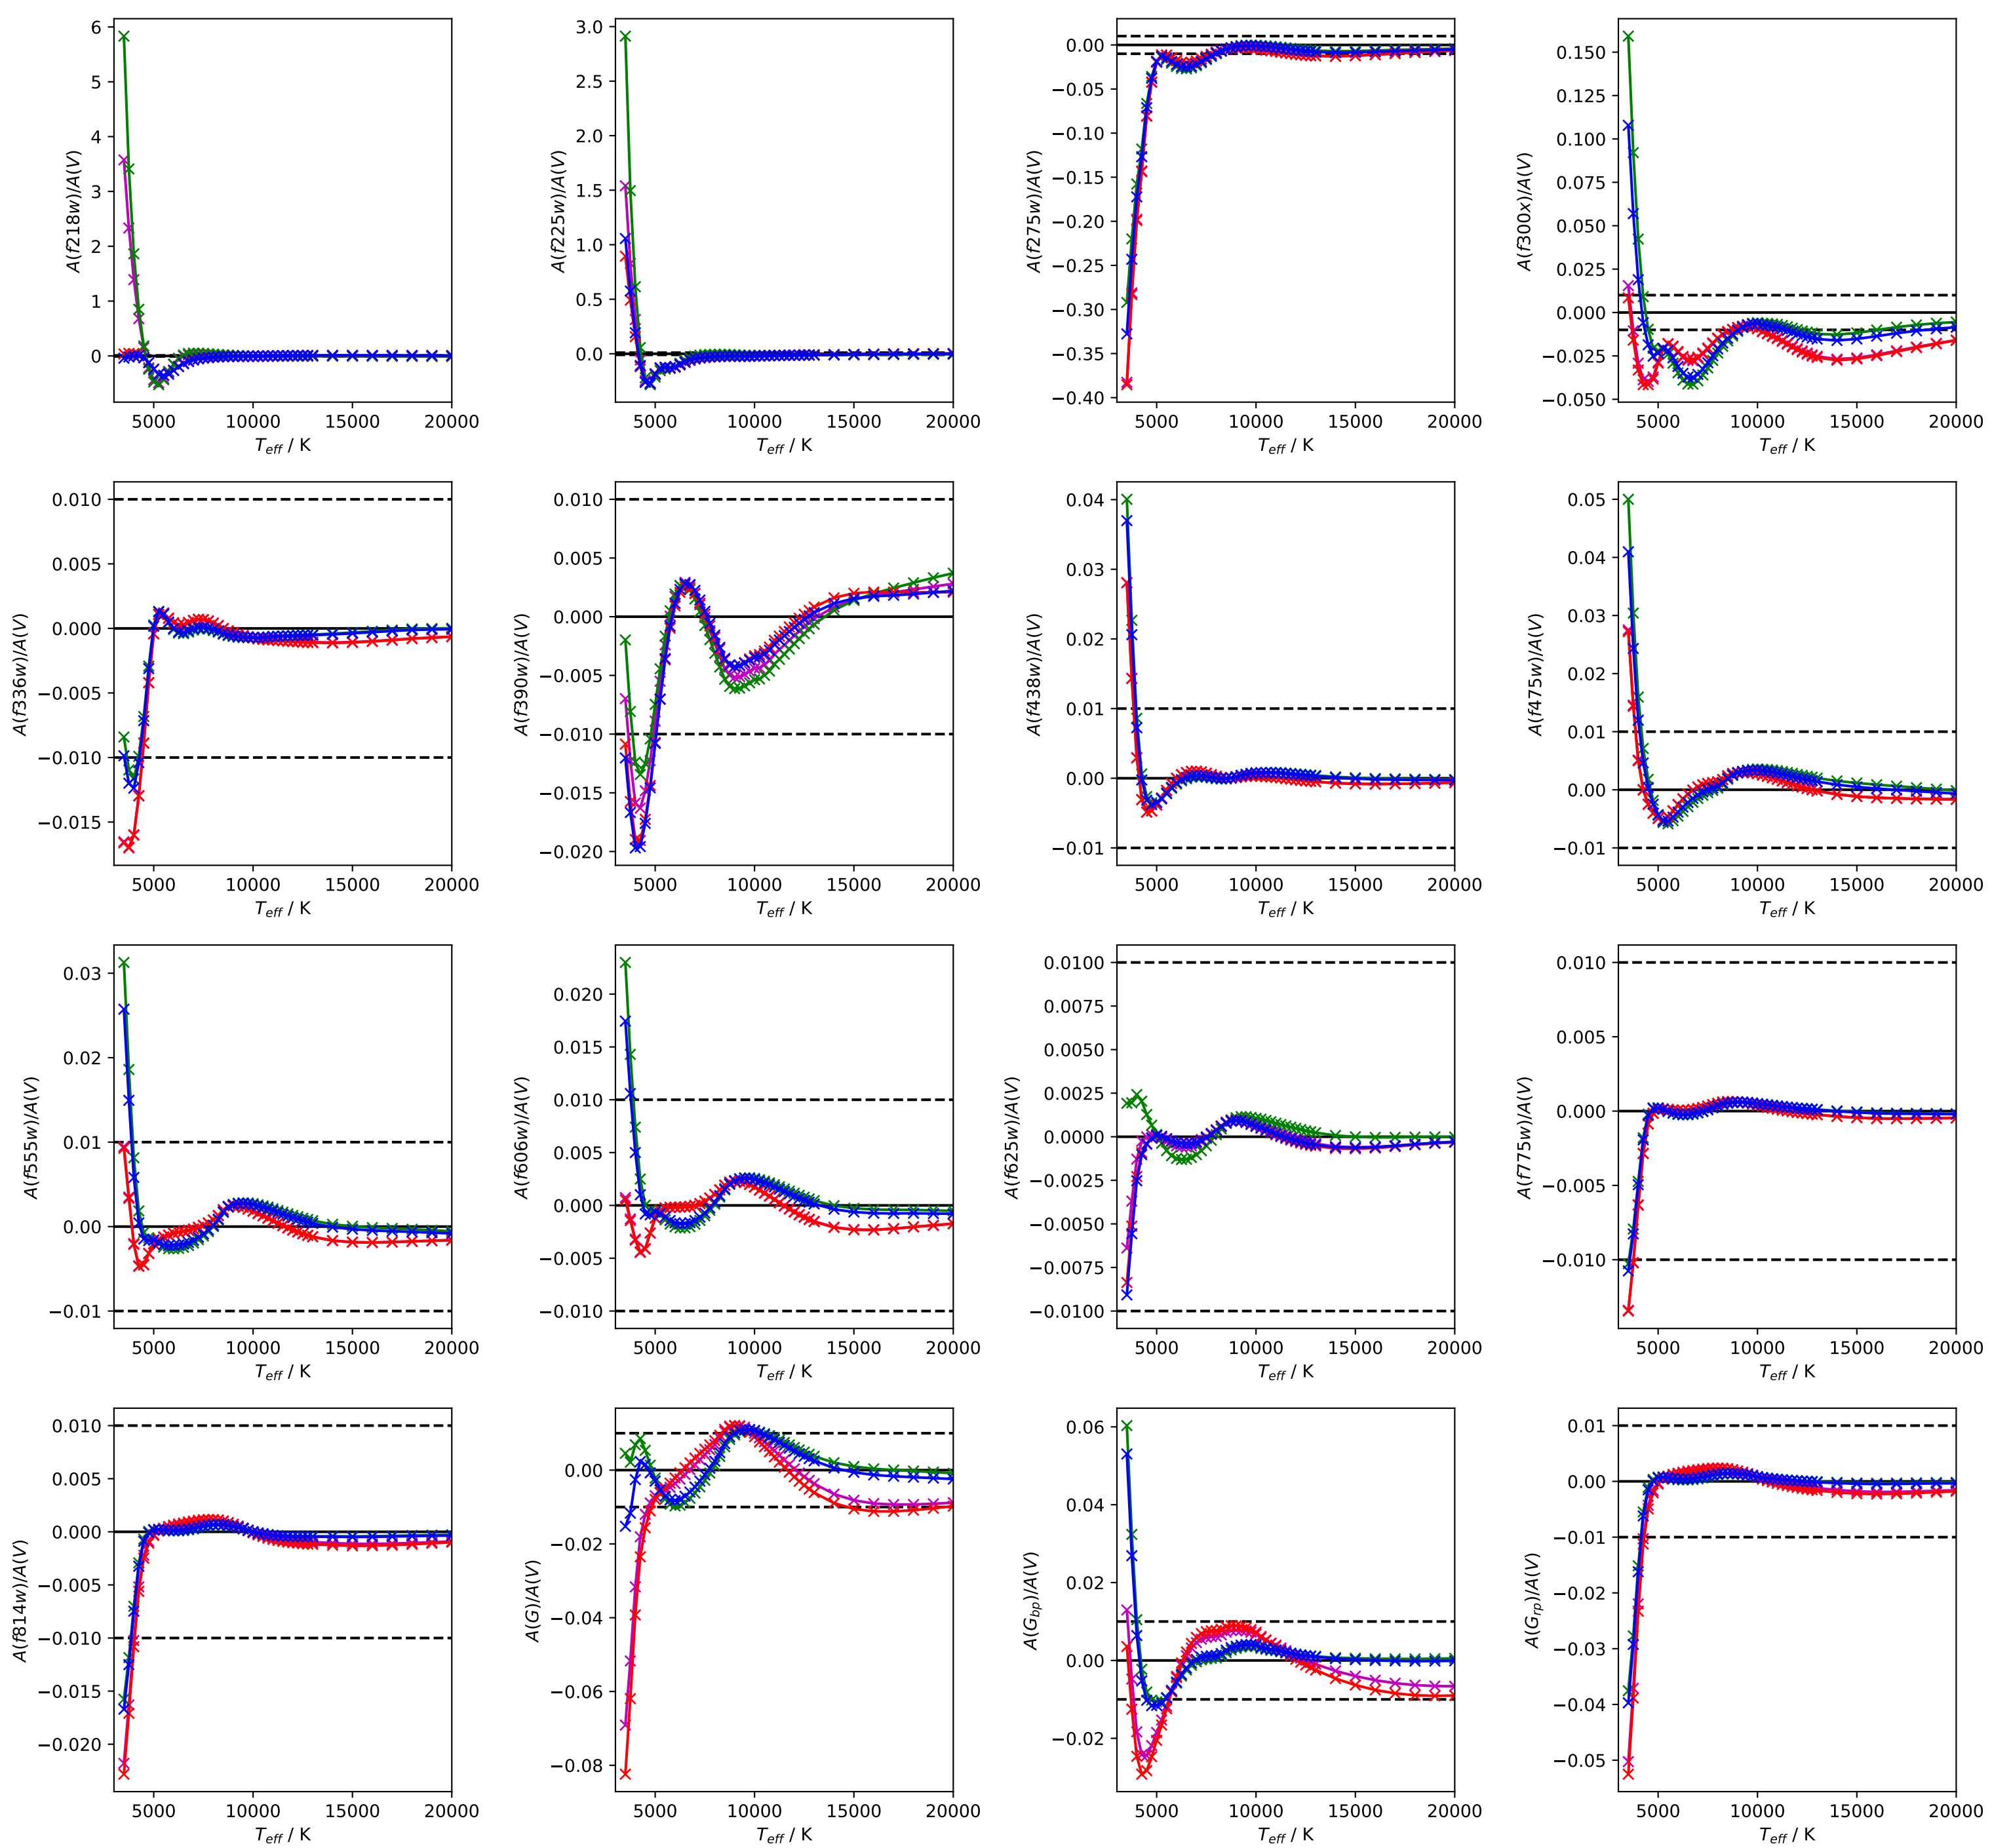 A(f218w)/A(V)
6
5
4
3
2
1
0
5000 10000 15000 20000
T_eff / K
A(f225w)/A(V)
3.0
2.5
2.0
1.5
1.0
0.5
0.0
5000 10000 15000 20000
T_eff / K
A(f275w)/A(V)
0.00
−0.05
−0.10
−0.15
−0.20
−0.25
−0.30
−0.35
−0.40
5000 10000 15000 20000
T_eff / K
A(f300x)/A(V)
0.150
0.125
0.100
0.075
0.050
0.025
0.000
−0.025
−0.050
5000 10000 15000 20000
T_eff / K
A(f336w)/A(V)
0.010
0.005
0.000
−0.005
−0.010
−0.015
5000 10000 15000 20000
T_eff / K
A(f390w)/A(V)
0.010
0.005
0.000
−0.005
−0.010
−0.015
−0.020
5000 10000 15000 20000
T_eff / K
A(f438w)/A(V)
0.04
0.03
0.02
0.01
0.00
−0.01
5000 10000 15000 20000
T_eff / K
A(f475w)/A(V)
0.05
0.04
0.03
0.02
0.01
0.00
−0.01
5000 10000 15000 20000
T_eff / K
A(f555w)/A(V)
0.03
0.02
0.01
0.00
−0.01
5000 10000 15000 20000
T_eff / K
A(f606w)/A(V)
0.020
0.015
0.010
0.005
0.000
−0.005
−0.010
5000 10000 15000 20000
T_eff / K
A(f625w)/A(V)
0.0100
0.0075
0.0050
0.0025
0.0000
−0.0025
−0.0050
−0.0075
−0.0100
5000 10000 15000 20000
T_eff / K
A(f775w)/A(V)
0.010
0.005
0.000
−0.005
−0.010
5000 10000 15000 20000
T_eff / K
A(f814w)/A(V)
0.010
0.005
0.000
−0.005
−0.010
−0.015
−0.020
5000 10000 15000 20000
T_eff / K
A(G)/A(V)
0.00
−0.02
−0.04
−0.06
−0.08
5000 10000 15000 20000
T_eff / K
A(G_bp)/A(V)
0.06
0.04
0.02
0.00
−0.02
5000 10000 15000 20000
T_eff / K
A(G_rp)/A(V)
0.01
0.00
−0.01
−0.02
−0.03
−0.04
−0.05
5000 10000 15000 20000
T_eff / K